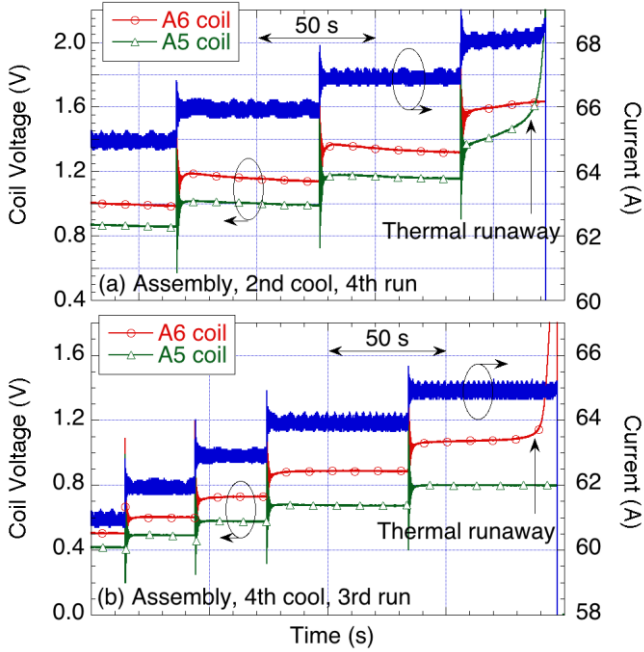 2.0
1.6
1.2
0.8
0.4
Coil Voltage (V)
A6 coil
A5 coil
50 s
Thermal runaway
(a) Assembly, 2nd cool, 4th run
68
66
64
62
60
Current (A)
1.6
1.2
0.8
0.4
0.0
Coil Voltage (V)
A6 coil
A5 coil
50 s
Thermal runaway
(b) Assembly, 4th cool, 3rd run
66
64
62
60
58
Current (A)
Time (s)